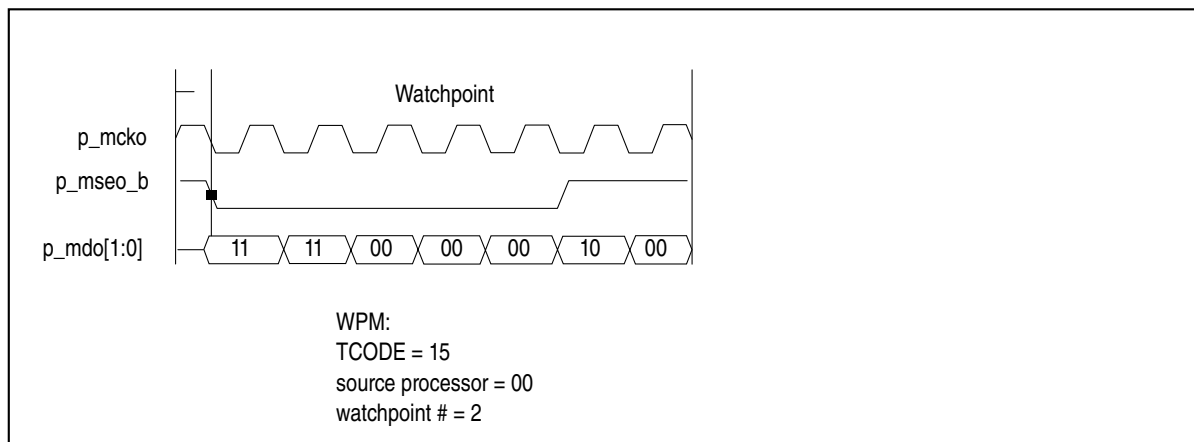 Watchpoint
p_mcko
p_mseo_b
p_mdo[1:0] 11 11 00 00 00 10 00
WPM:
TCODE = 15
source processor = 00
watchpoint # = 2